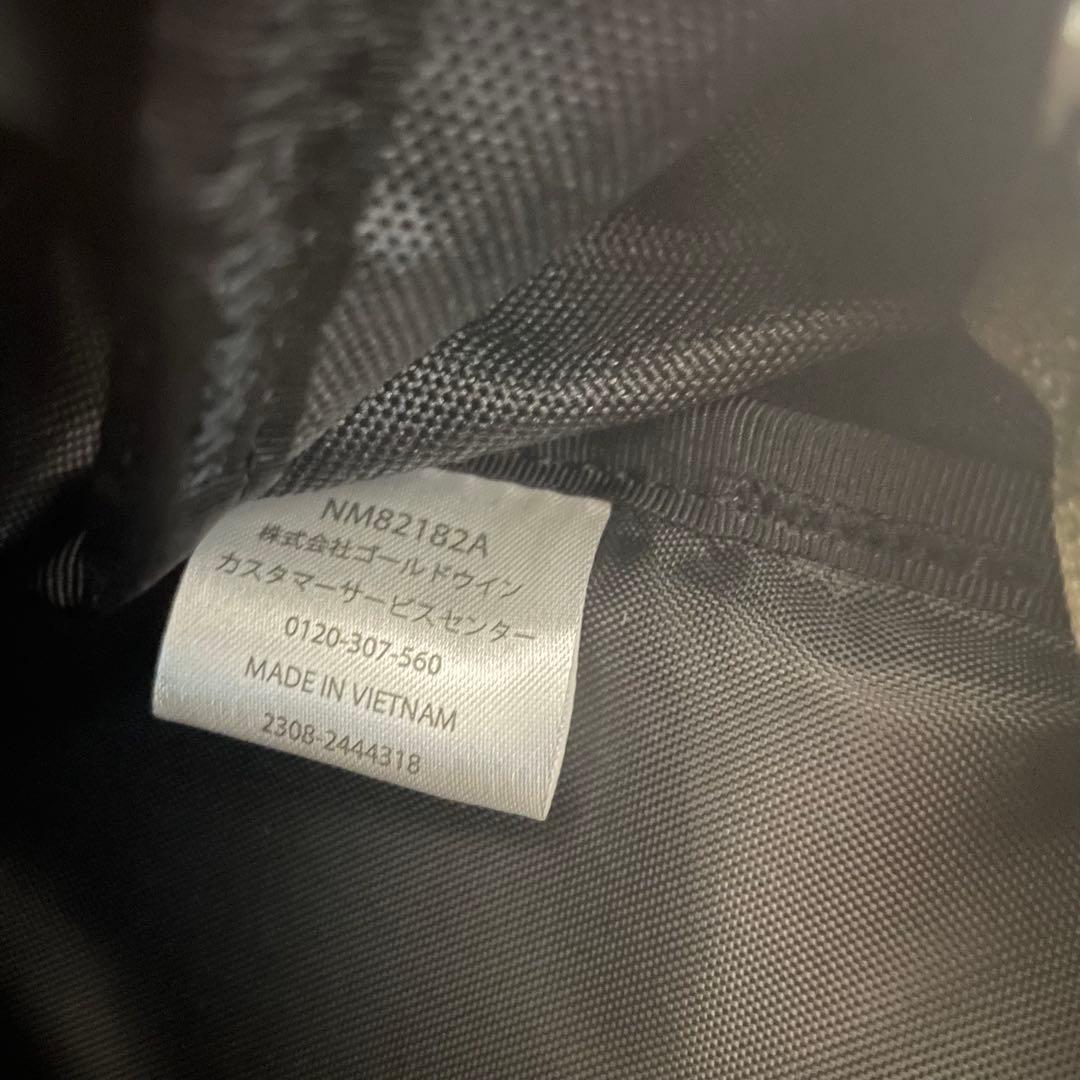 NM82182A
株式会社ゴールドウイン
カスタマーサービスセンター
0120-307-560
MADE IN VIETNAM
2308-2444318